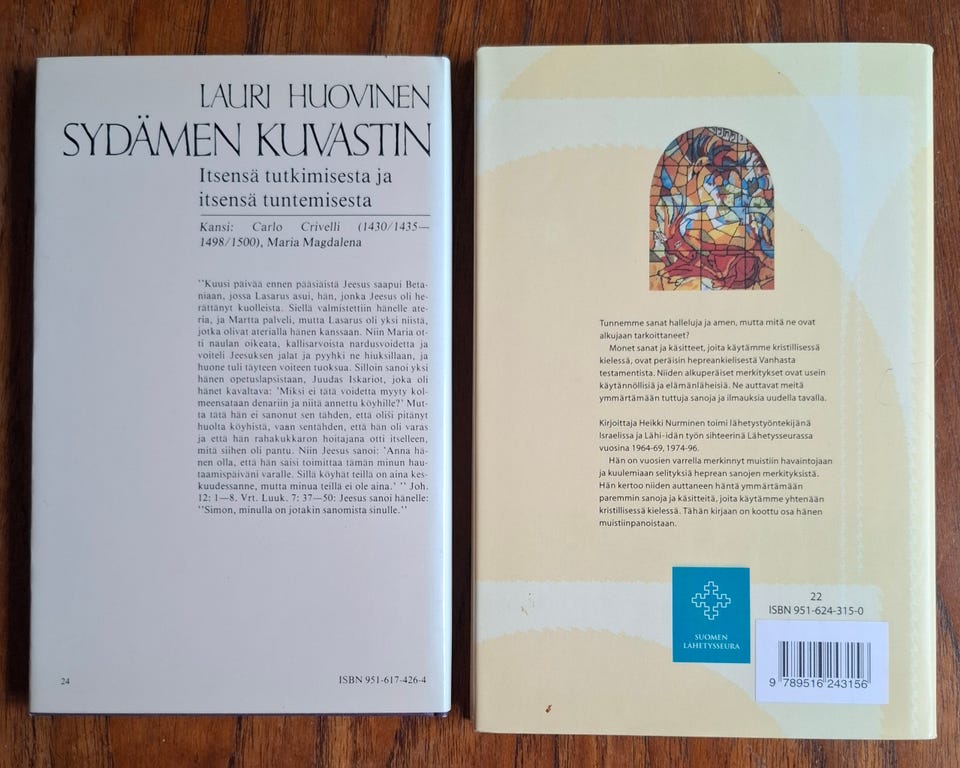 LAURI HUOVINEN
SYDÄMEN KUVASTIN
Itsensä tutkimisesta ja
itsensä tuntemisesta
Kansi: Carlo Crivelli (1430/1435—
1498/1500), Maria Magdalena
''Kuusi päivää ennen pääsiäistä Jeesus saapui Beta-
niaan, jossa Lasarus asui, hän, jonka Jeesus oli he-
rättänyt kuolleista. Siellä valmistettiin hänelle ate-
ria, ja Martta palveli, mutta Lasarus oli yksi niistä,
jotka olivat aterialla hänen kanssaan. Niin Maria ot-
ti naulan oikeata, kallisarvoista nardusvoidetta ja
voiteli Jeesuksen jalat ja pyyhki ne hiuksillaan, ja
huone tuli täyteen voiteen tuoksua. Silloin sanoi yksi
hänen opetuslapsistaan, Juudas Iskariot, joka oli
hänet kavaltava: 'Miksi ei tätä voidetta myyty kol-
meensataan denariin ja niitä annettu köyhille?' Mut-
ta tätä hän ei sanonut sen tähden, että olisi pitänyt
huolta köyhistä, vaan sentähden, että hän oli varas
ja että hän rahakukkaron hoitajana otti itselleen,
mitä siihen oli pantu. Niin Jeesus sanoi: 'Anna hä-
nen olla, että hän saisi toimittaa tämän minun hau-
taamispäiväni varalle. Sillä köyhät teillä on aina kes-
kuudessanne, mutta minua teillä ei ole aina.' '' Joh.
12: 1—8. Vrt. Luuk. 7: 37—50: Jeesus sanoi hänelle:
''Simon, minulla on jotakin sanomista sinulle.''
24
ISBN 951-617-426-4
Tunnemme sanat halleluja ja amen, mutta mitä ne ovat
alkujaan tarkoittaneet?
Monet sanat ja käsitteet, joita käytämme kristillisessä
kielessä, ovat peräisin hepreankielisestä Vanhasta
testamentista. Niiden alkuperäiset merkitykset ovat usein
käytännöllisiä ja elämänläheisiä. Ne auttavat meitä
ymmärtämään tuttuja sanoja ja ilmauksia uudella tavalla.
Kirjoittaja Heikki Nurminen toimi lähetystyöntekijänä
Israelissa ja Lähi-idän työn sihteerinä Lähetysseurassa
vuosina 1964-69, 1974-96.
Hän on vuosien varrella merkinnyt muistiin havaintojaan
ja kuulemiaan selityksiä heprean sanojen merkityksistä.
Hän kertoo niiden auttaneen häntä ymmärtämään
paremmin sanoja ja käsitteitä, joita käytämme yhtenään
kristillisessä kielessä. Tähän kirjaan on koottu osa hänen
muistiinpanoistaan.
SUOMEN
LÄHETYSSEURA
22
ISBN 951-624-315-0
9 789516 243156